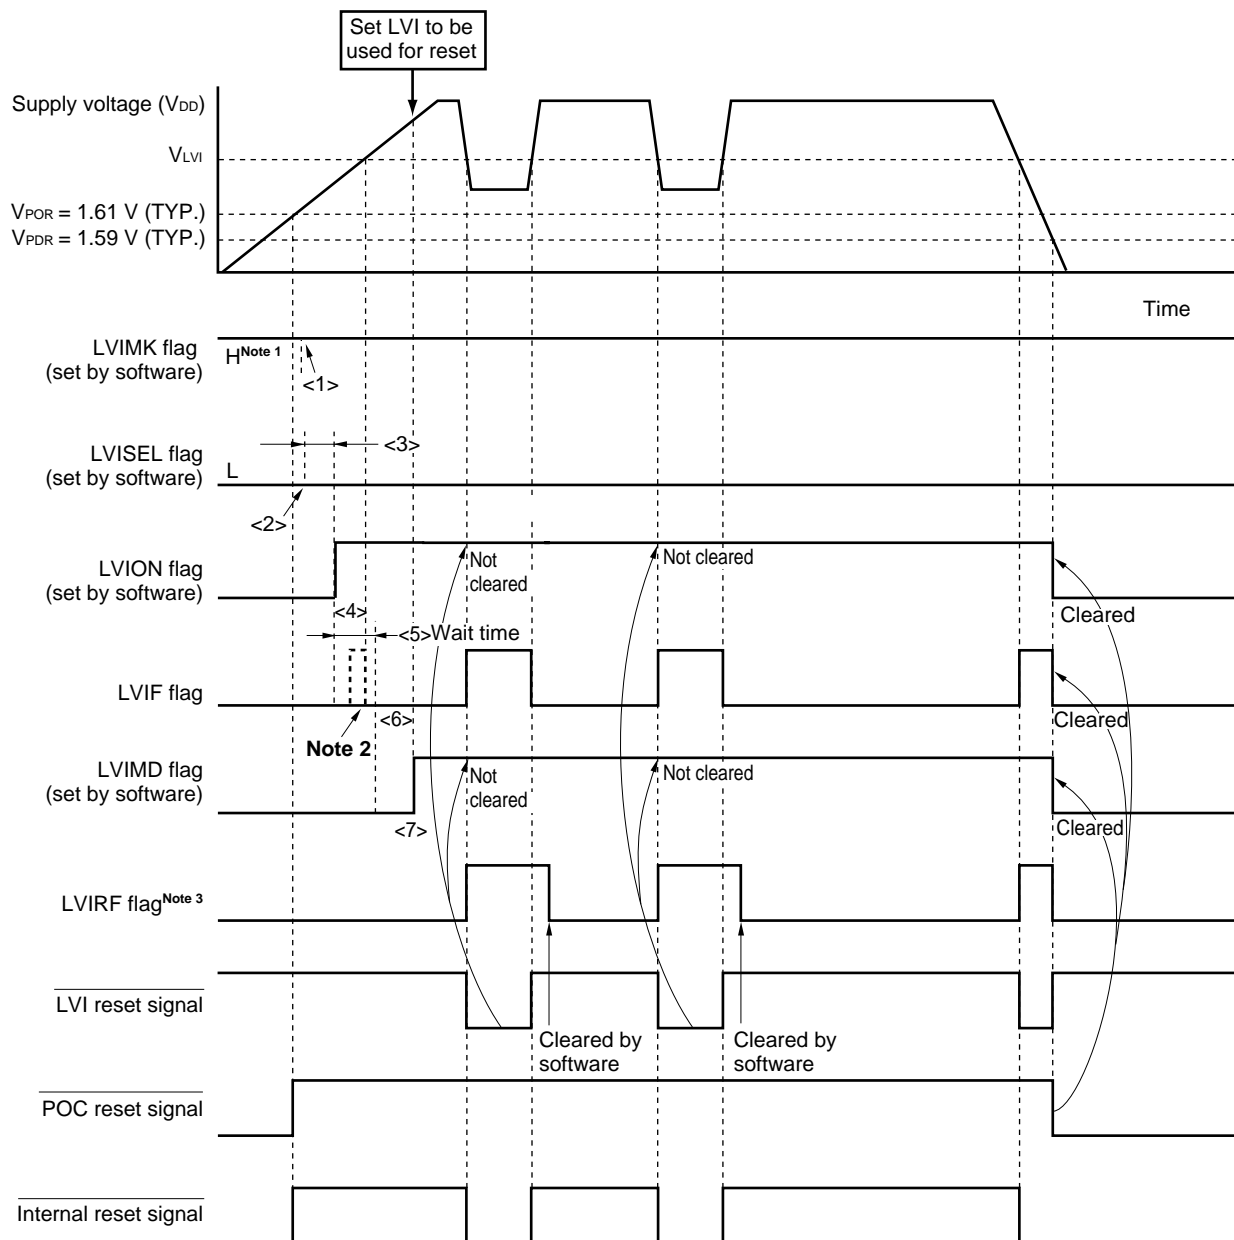 Set LVI to be
used for reset
Supply voltage (VDD)
VLVI
VPOR = 1.61 V (TYP.)
VPDR = 1.59 V (TYP.)
Time
LVIMK flag
(set by software)
H Note 1
<1>
LVISEL flag
(set by software)
<3>
L
<2>
LVION flag
(set by software)
Not
cleared
Not cleared
<4>
Cleared
<5> Wait time
LVIF flag
<6>
Cleared
Note 2
LVIMD flag
(set by software)
Not
cleared
Not cleared
<7>
Cleared
LVIRF flag Note 3
LVI reset signal
Cleared by
software
Cleared by
software
POC reset signal
Internal reset signal